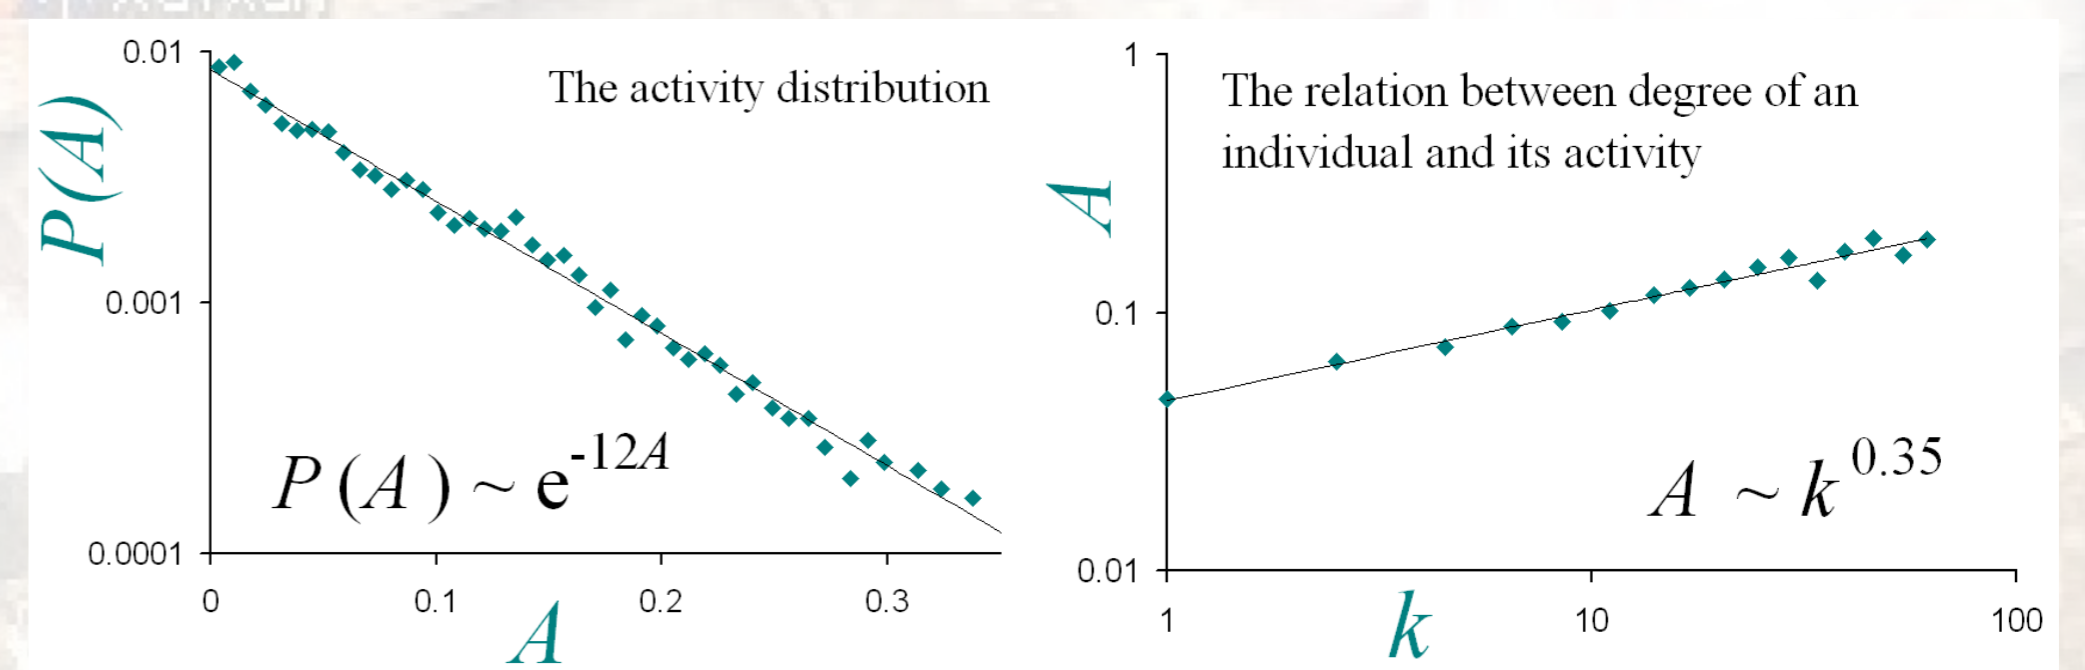 The activity distribution
P(A)
0.01
0.001
0.0001
P(A) ~ e^-12A
0 0.1 0.2 0.3
A
The relation between degree of an
individual and its activity
A
1
0.1
0.01
A ~ k^0.35
1 10 100
k